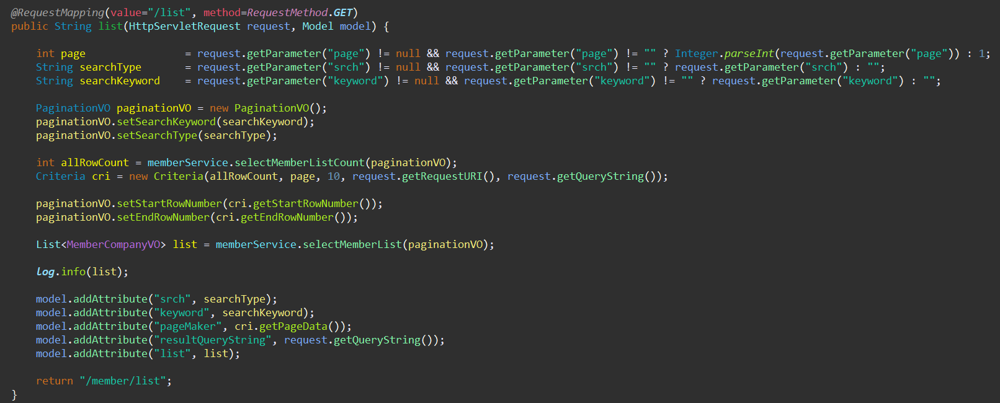 @RequestMapping(value="/list", method=RequestMethod.GET)
public String list(HttpServletRequest request, Model model) {
    int page                = request.getParameter("page") != null && request.getParameter("page") != "" ? Integer.parseInt(request.getParameter("page")) : 1;
    String searchType       = request.getParameter("srch") != null && request.getParameter("srch") != "" ? request.getParameter("srch") : "";
    String searchKeyword    = request.getParameter("keyword") != null && request.getParameter("keyword") != "" ? request.getParameter("keyword") : "";
    PaginationVO paginationVO = new PaginationVO();
    paginationVO.setSearchKeyword(searchKeyword);
    paginationVO.setSearchType(searchType);
    int allRowCount = memberService.selectMemberListCount(paginationVO);
    Criteria cri = new Criteria(allRowCount, page, 10, request.getRequestURI(), request.getQueryString());
    paginationVO.setStartRowNumber(cri.getStartRowNumber());
    paginationVO.setEndRowNumber(cri.getEndRowNumber());
    List<MemberCompanyVO> list = memberService.selectMemberList(paginationVO);
    log.info(list);
    model.addAttribute("srch", searchType);
    model.addAttribute("keyword", searchKeyword);
    model.addAttribute("pageMaker", cri.getPageData());
    model.addAttribute("resultQueryString", request.getQueryString());
    model.addAttribute("list", list);
    return "/member/list";
}